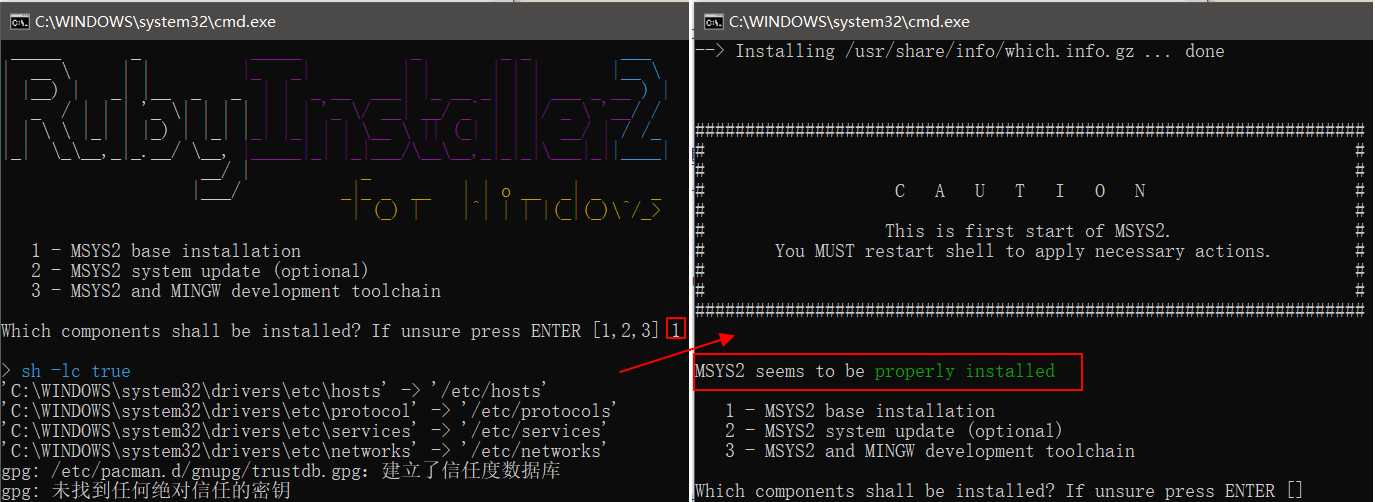 C:\WINDOWS\system32\cmd.exe
RubyInstaller2
for Windows
1 - MSYS2 base installation
2 - MSYS2 system update (optional)
3 - MSYS2 and MINGW development toolchain
Which components shall be installed? If unsure press ENTER [1,2,3] 1
> sh -lc true
'C:\WINDOWS\system32\drivers\etc\hosts' -> '/etc/hosts'
'C:\WINDOWS\system32\drivers\etc\protocol' -> '/etc/protocols'
'C:\WINDOWS\system32\drivers\etc\services' -> '/etc/services'
'C:\WINDOWS\system32\drivers\etc\networks' -> '/etc/networks'
gpg: /etc/pacman.d/gnupg/trustdb.gpg：建立了信任度数据库
gpg: 未找到任何绝对信任的密钥
C:\WINDOWS\system32\cmd.exe
--> Installing /usr/share/info/which.info.gz ... done
C A U T I O N
This is first start of MSYS2.
You MUST restart shell to apply necessary actions.
MSYS2 seems to be properly installed
1 - MSYS2 base installation
2 - MSYS2 system update (optional)
3 - MSYS2 and MINGW development toolchain
Which components shall be installed? If unsure press ENTER []